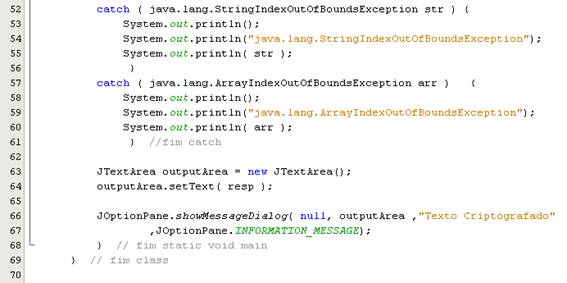 52 catch ( java.lang.StringIndexOutOfBoundsException str ) {
53 System.out.println();
54 System.out.println("java.lang.StringIndexOutOfBoundsException");
55 System.out.println( str );
56 }
57 catch ( java.lang.ArrayIndexOutOfBoundsException arr ) {
58 System.out.println();
59 System.out.println("java.lang.ArrayIndexOutOfBoundsException");
60 System.out.println( arr );
61 } //fim catch
62
63 JTextArea outputArea = new JTextArea();
64 outputArea.setText( resp );
65
66 JOptionPane.showMessageDialog( null, outputArea ,"Texto Criptografado"
67 ,JOptionPane.INFORMATION_MESSAGE);
68 } // fim static void main
69 } // fim class
70